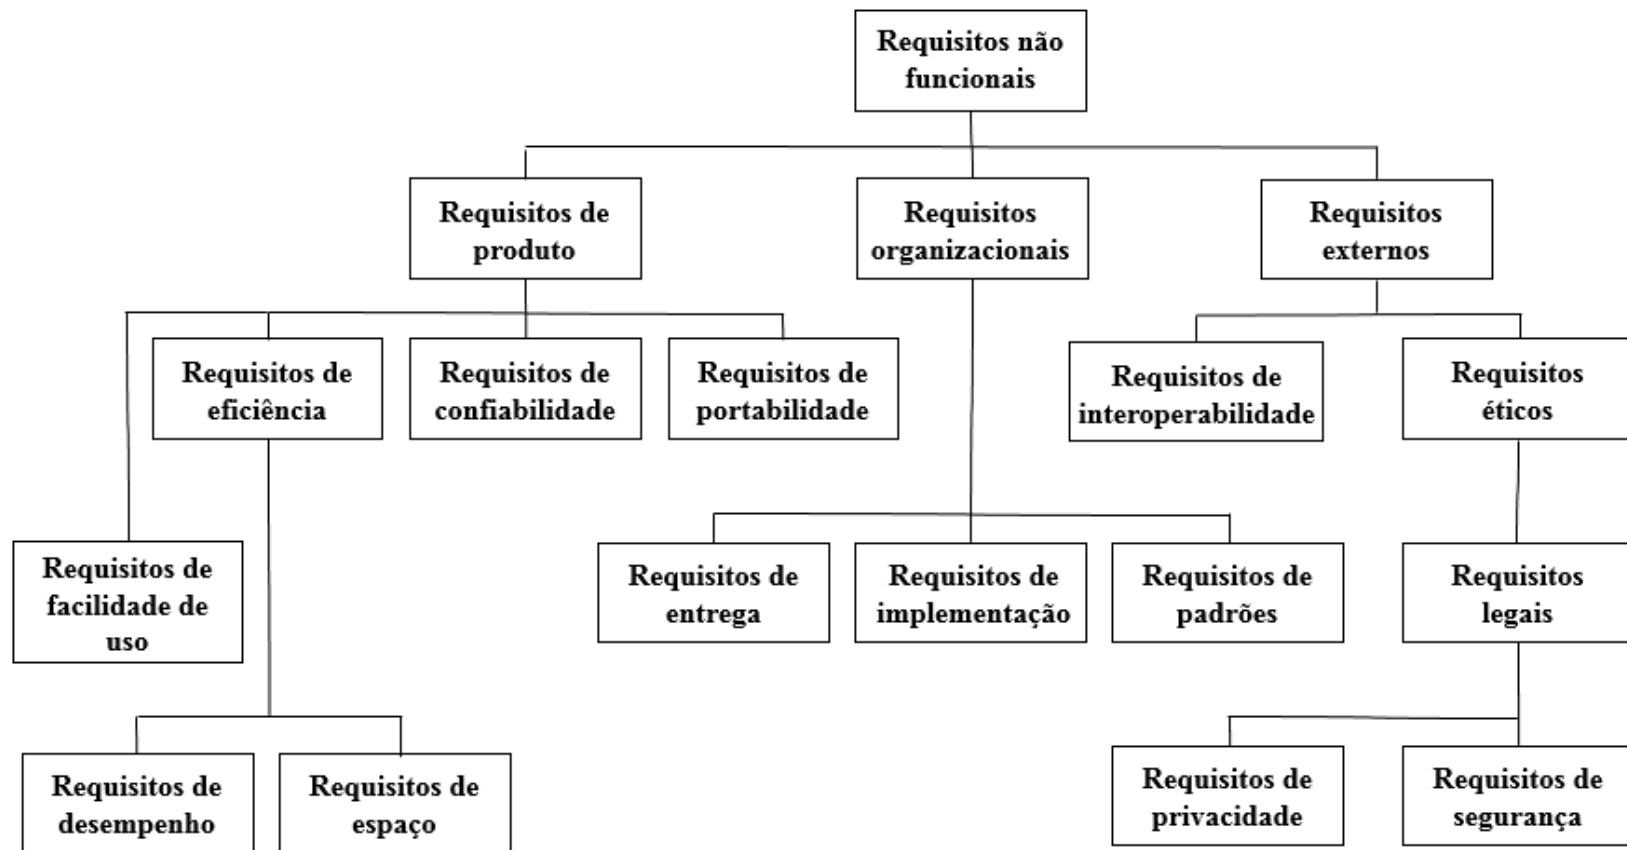 Requisitos não
funcionais
Requisitos de
produto
Requisitos
organizacionais
Requisitos
externos
Requisitos de
eficiência
Requisitos de
confiabilidade
Requisitos de
portabilidade
Requisitos de
interoperabilidade
Requisitos
éticos
Requisitos de
facilidade de
uso
Requisitos de
entrega
Requisitos de
implementação
Requisitos de
padrões
Requisitos
legais
Requisitos de
desempenho
Requisitos de
espaço
Requisitos de
privacidade
Requisitos de
segurança